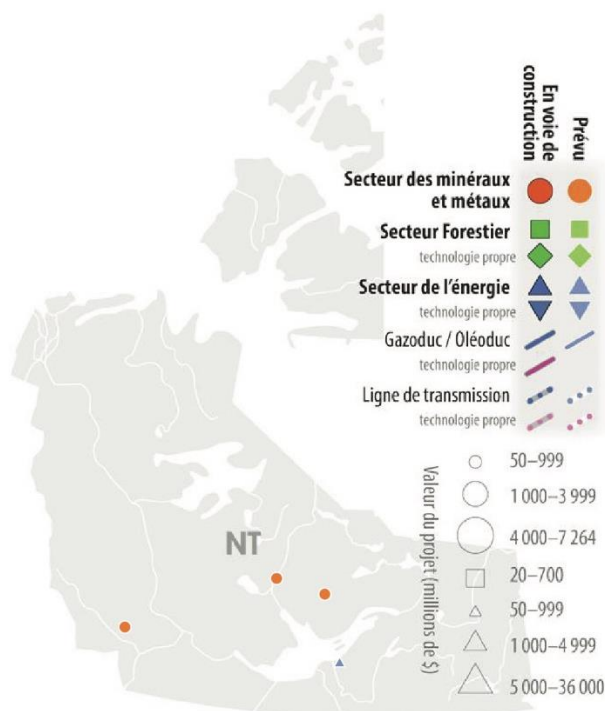 En voie de
construction
Prévu
Secteur des minéraux
et métaux
Secteur Forestier
technologie propre
Secteur de l'énergie
technologie propre
Gazoduc / Oléoduc
technologie propre
Ligne de transmission
technologie propre
Valeur du projet (millions de $)
50–999
1 000–3 999
4 000–7 264
20–700
50–999
1 000–4 999
5 000–36 000
NT